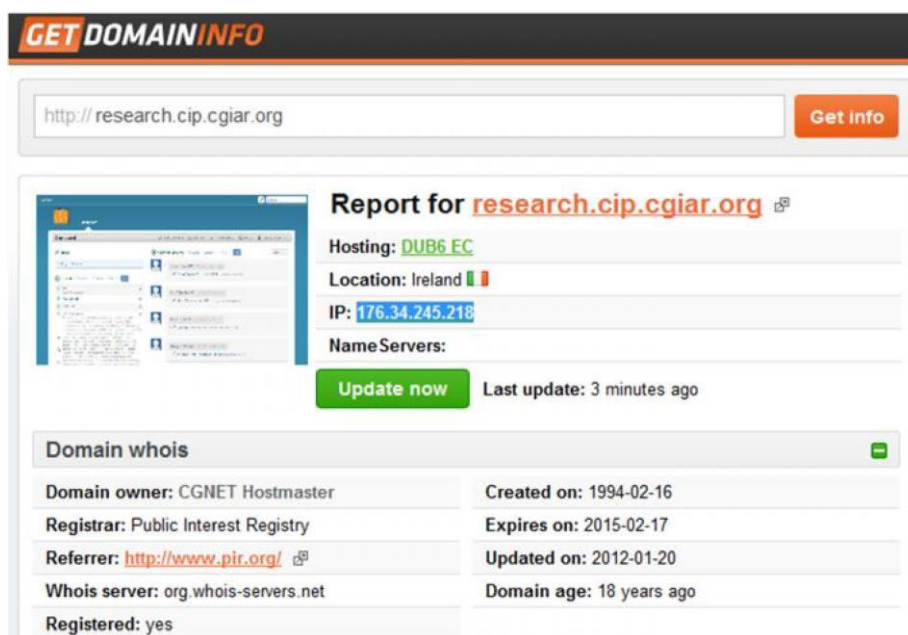 GET DOMAININFO
http:// research.cip.cgiar.org
Get info
Report for research.cip.cgiar.org
Hosting: DUB6 EC
Location: Ireland
IP: 176.34.245.218
NameServers:
Update now Last update: 3 minutes ago
Domain whois
Domain owner: CGNET Hostmaster
Created on: 1994-02-16
Registrar: Public Interest Registry
Expires on: 2015-02-17
Referrer: http://www.pir.org/
Updated on: 2012-01-20
Whois server: org.whois-servers.net
Domain age: 18 years ago
Registered: yes